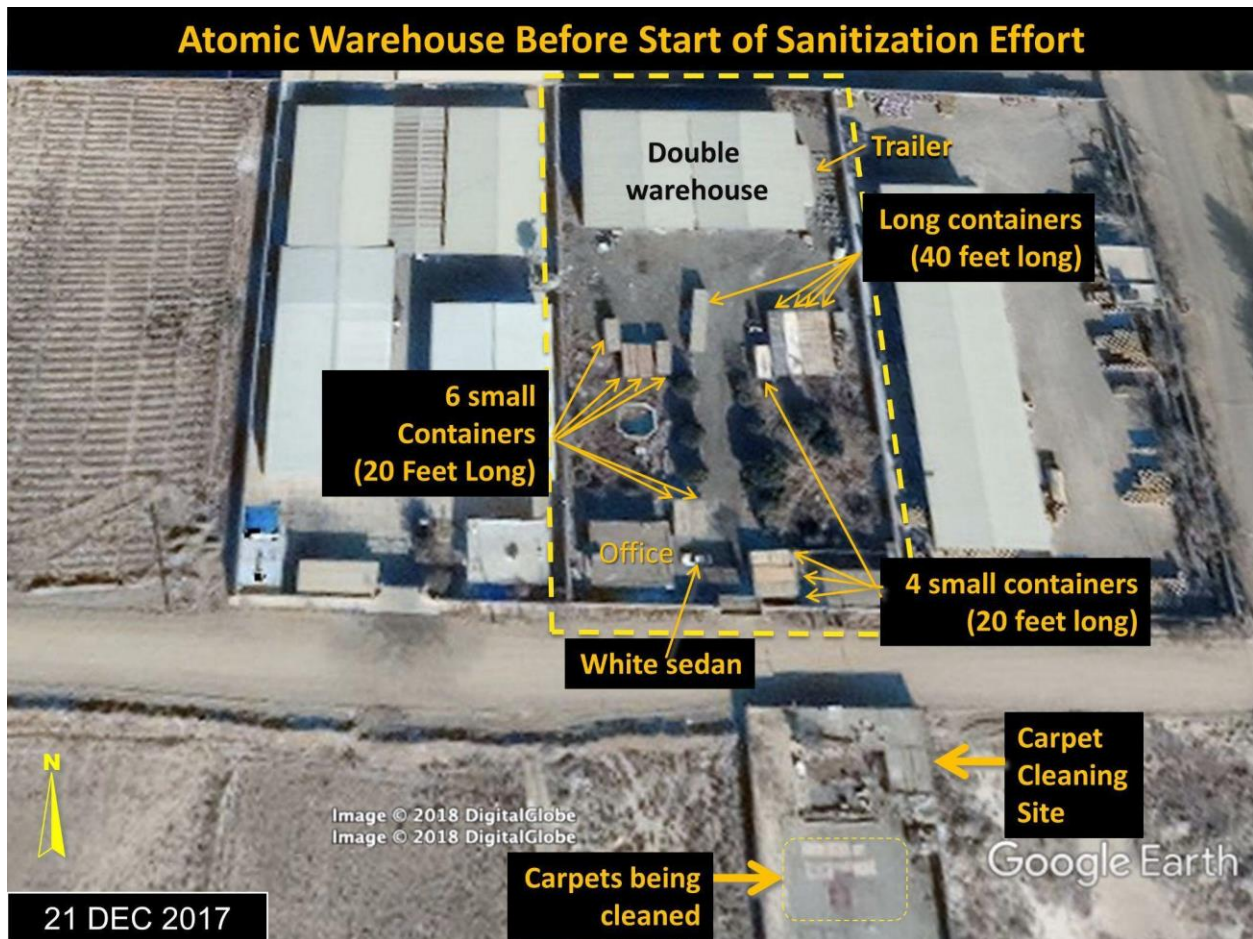 Atomic Warehouse Before Start of Sanitization Effort
Double
warehouse
Trailer
Long containers
(40 feet long)
6 small
Containers
(20 Feet Long)
Office
4 small containers
(20 feet long)
White sedan
N
Carpet
Cleaning
Site
Image © 2018 DigitalGlobe
Image © 2018 DigitalGlobe
Google Earth
Carpets being
cleaned
21 DEC 2017